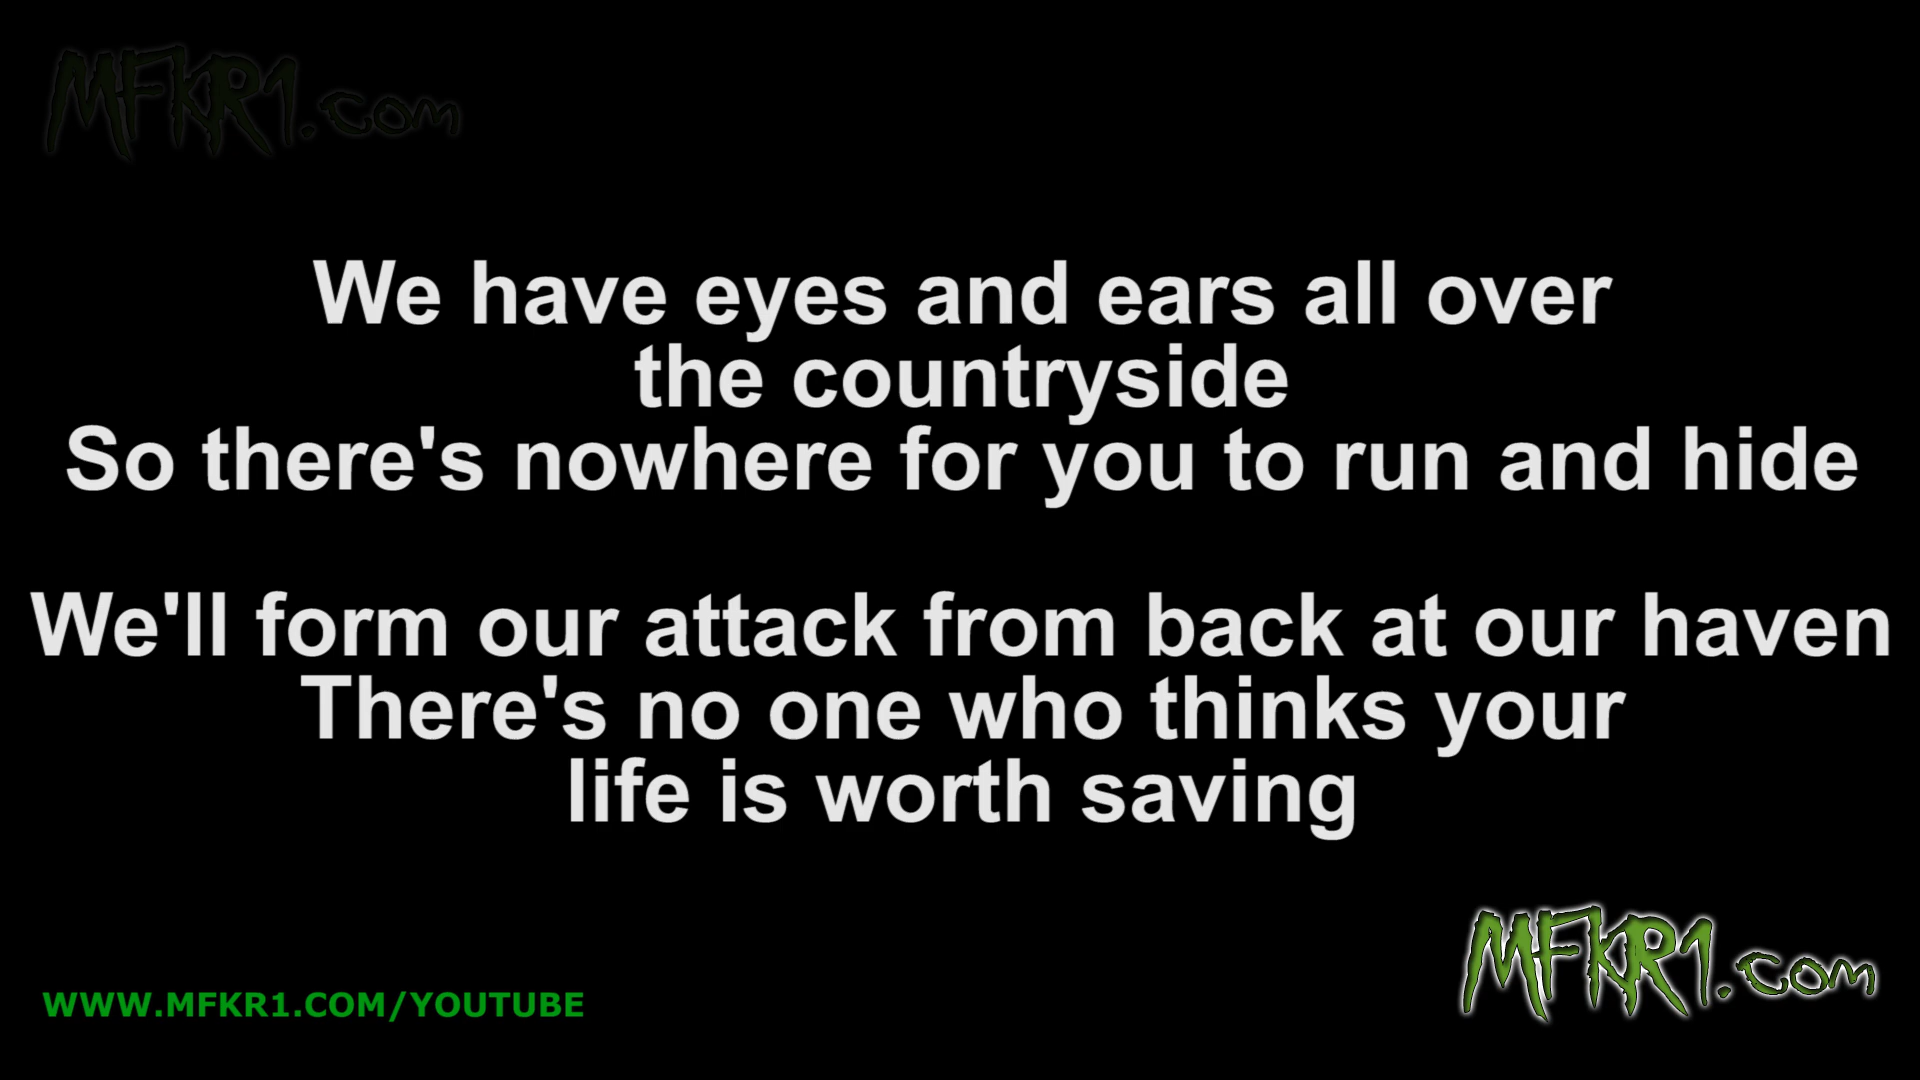 MFKR1.com
We have eyes and ears all over
the countryside
So there's nowhere for you to run and hide
We'll form our attack from back at our haven
There's no one who thinks your
life is worth saving
MFKR1.com
WWW.MFKR1.COM/YOUTUBE